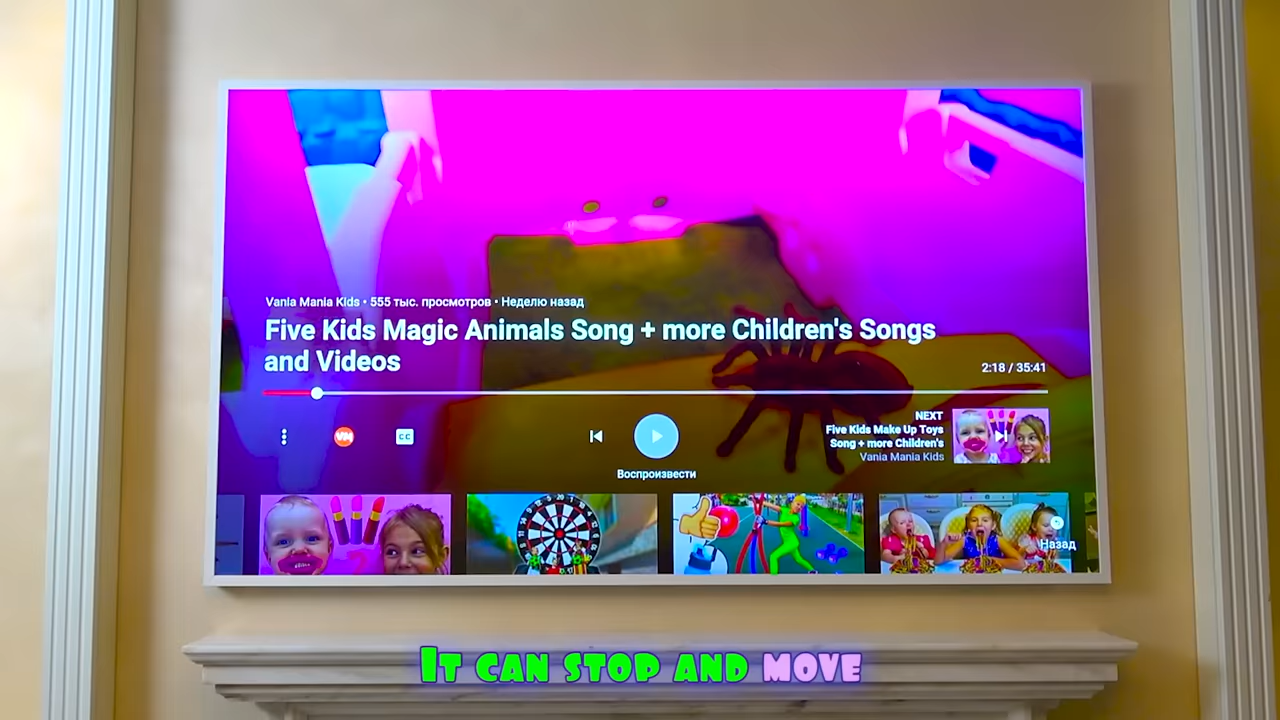 Vania Mania Kids • 555 тыс. просмотров • Неделю назад
Five Kids Magic Animals Song + more Children's Songs
and Videos
2:18 / 35:41
VM
CC
NEXT
Five Kids Make Up Toys
Song + more Children's
Vania Mania Kids
Воспроизвести
Назад
IT CAN STOP AND MOVE